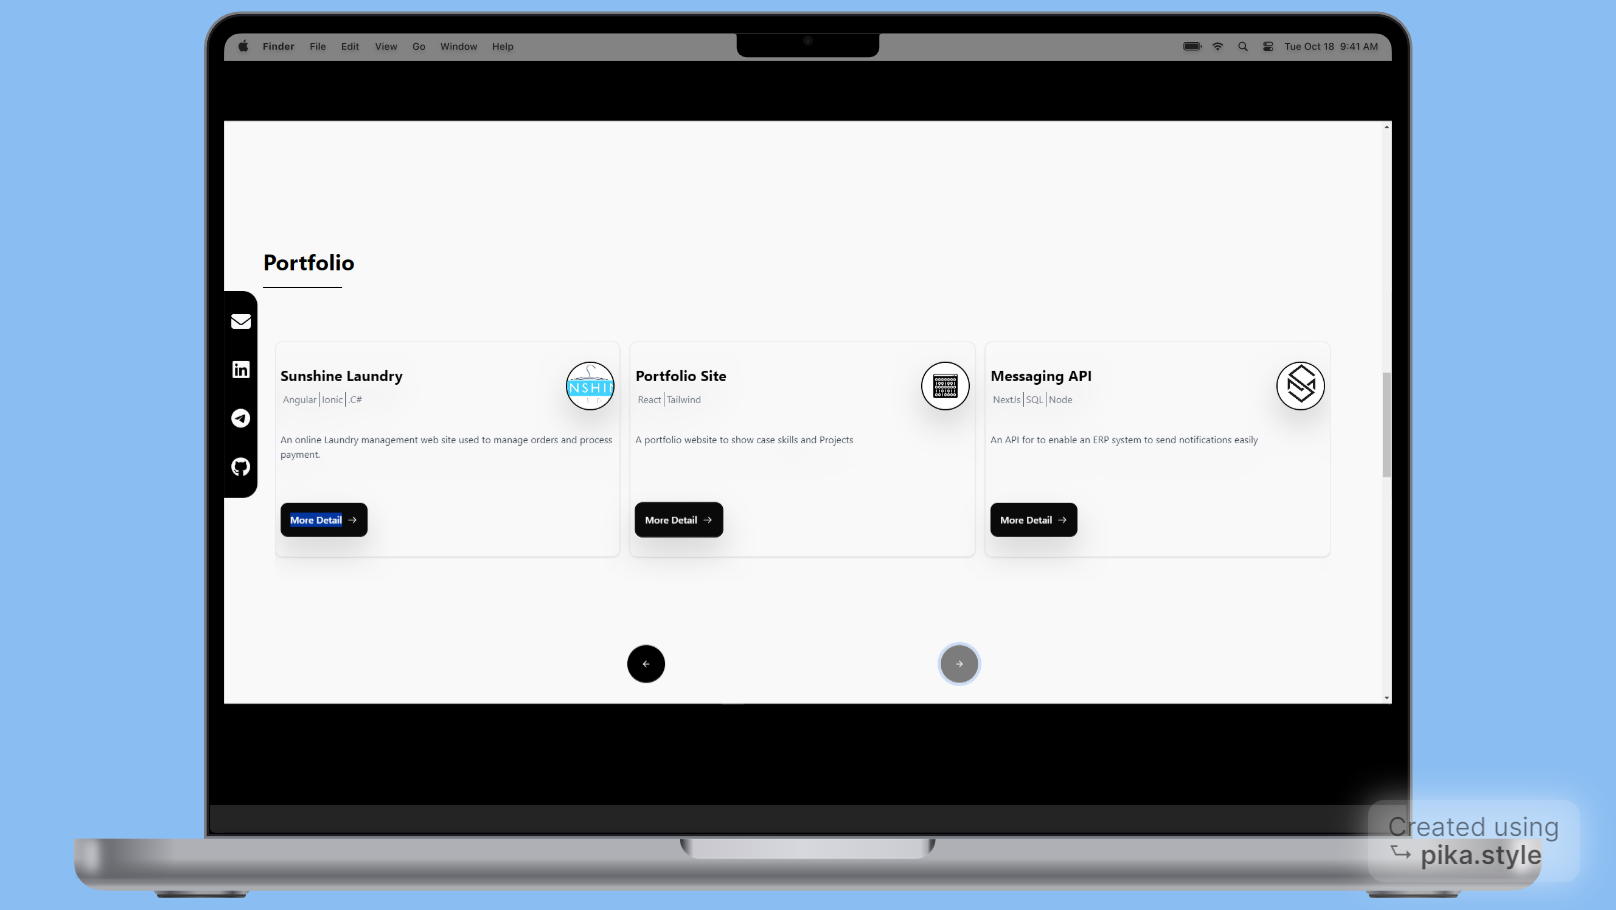 Finder File Edit View Go Window Help
Tue Oct 18 9:41 AM
Portfolio
Sunshine Laundry
Angular Ionic .C#
NSHIN
An online Laundry management web site used to manage orders and process
payment.
More Detail →
Portfolio Site
React Tailwind
A portfolio website to show case skills and Projects
More Detail →
Messaging API
NextJs SQL Node
An API for to enable an ERP system to send notifications easily
More Detail →
Created using
pika.style